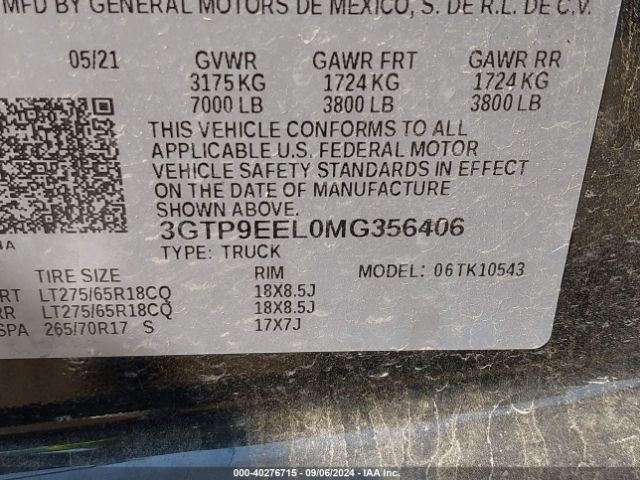 MFD BY GENERAL MOTORS DE MEXICO, S. DE R.L. DE C.V.
05/21 GVWR GAWR FRT GAWR RR
3175 KG 1724 KG 1724 KG
7000 LB 3800 LB 3800 LB
THIS VEHICLE CONFORMS TO ALL
APPLICABLE U.S. FEDERAL MOTOR
VEHICLE SAFETY STANDARDS IN EFFECT
ON THE DATE OF MANUFACTURE
SHOWN ABOVE.
3GTP9EEL0MG356406
TYPE: TRUCK
TIRE SIZE RIM MODEL: 06TK10543
RT LT275/65R18CQ 18X8.5J
RR LT275/65R18CQ 18X8.5J
SPA 265/70R17 S 17X7J
000-40276715 - 09/06/2024 - IAA Inc.